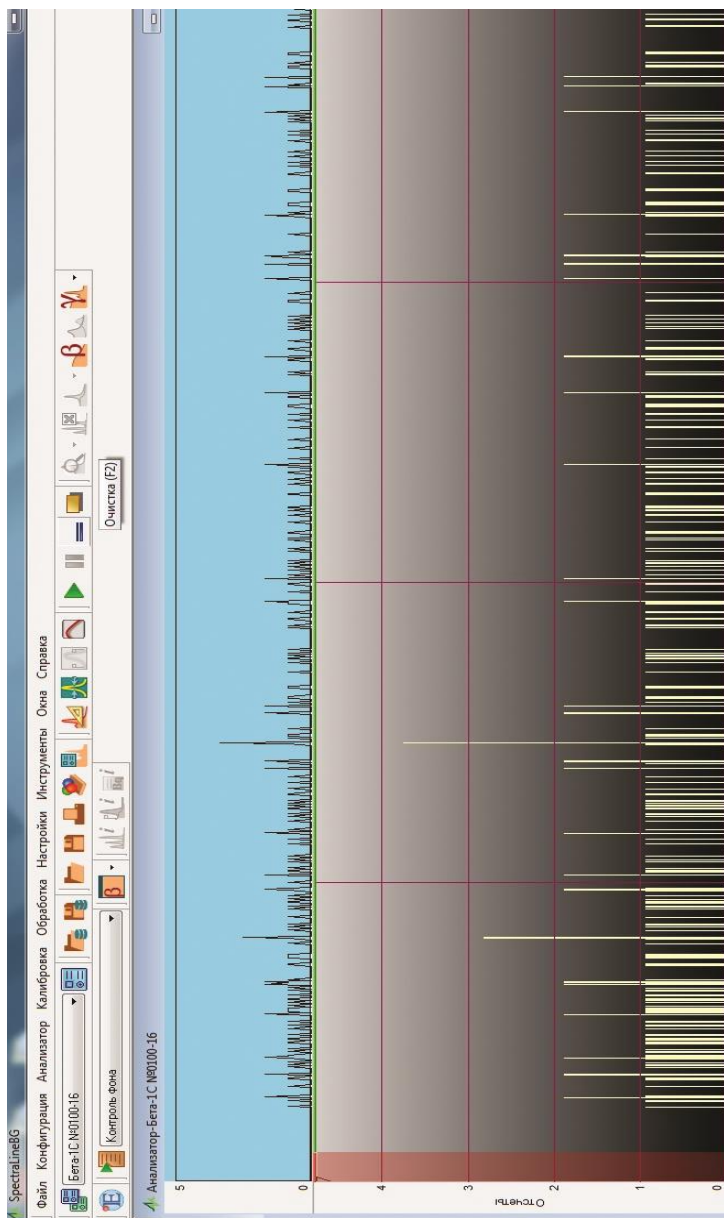 SpectraLineBG
Файл Конфигурация Анализатор Калибровка Обработка Настройки Инструменты Окна Справка
Бета-1С №0100-16
Контроль фона
β
Bq
β γ
Очистка (F2)
Анализатор-Бета-1С №0100-16
5
0
Отсчеты
4
3
2
1
0